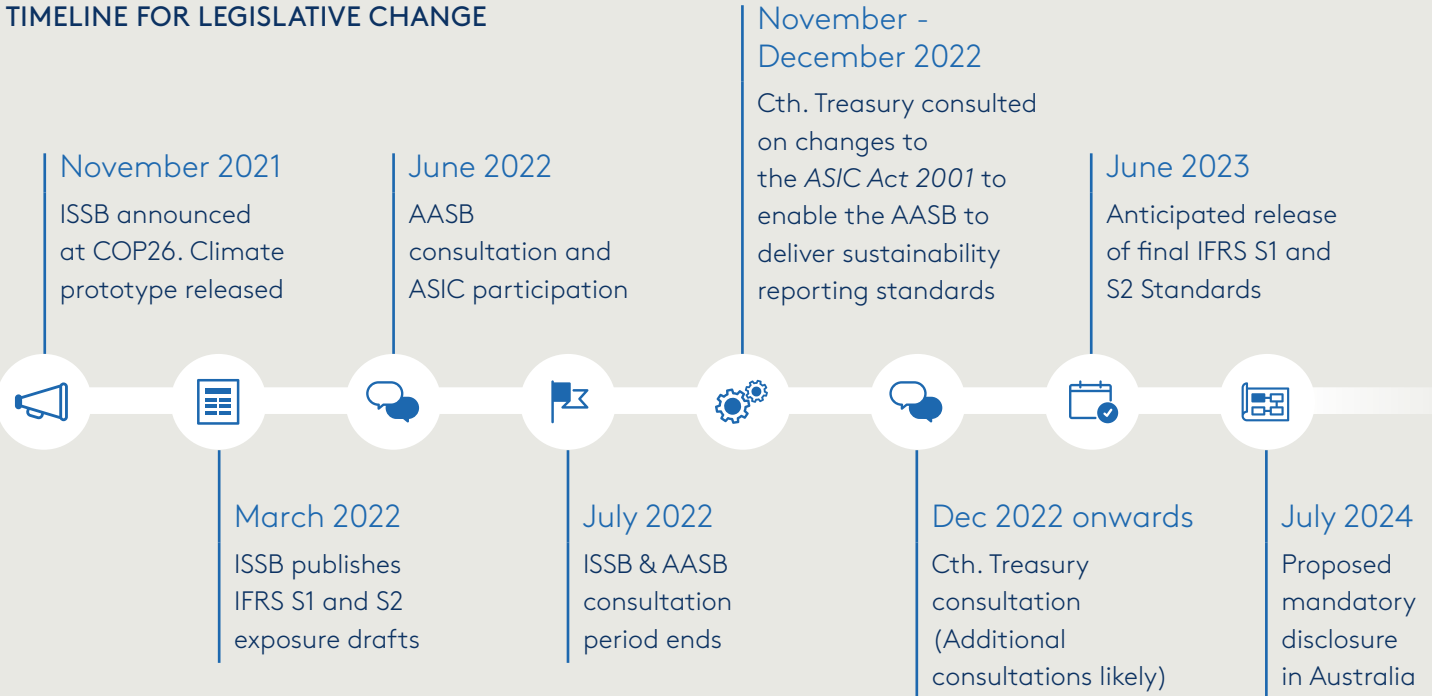 TIMELINE FOR LEGISLATIVE CHANGE
November 2021
ISSB announced
at COP26. Climate
prototype released
March 2022
ISSB publishes
IFRS S1 and S2
exposure drafts
June 2022
AASB
consultation and
ASIC participation
July 2022
ISSB & AASB
consultation
period ends
November -
December 2022
Cth. Treasury consulted
on changes to
the ASIC Act 2001 to
enable the AASB to
deliver sustainability
reporting standards
Dec 2022 onwards
Cth. Treasury
consultation
(Additional
consultations likely)
June 2023
Anticipated release
of final IFRS S1 and
S2 Standards
July 2024
Proposed
mandatory
disclosure
in Australia